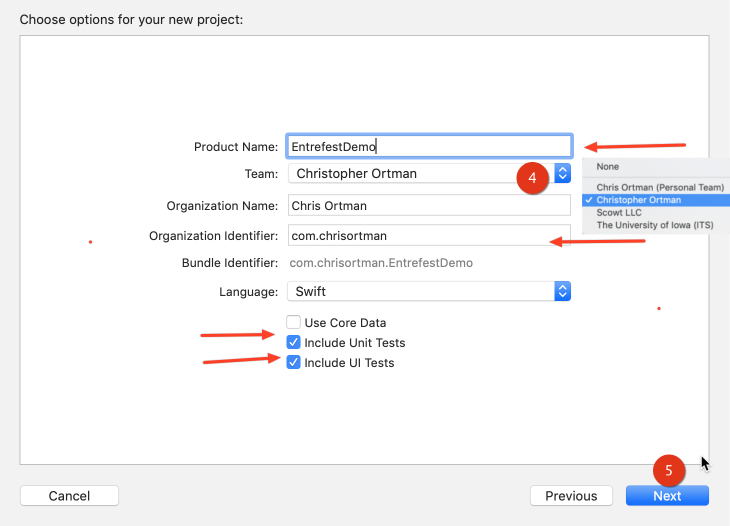 Choose options for your new project:
Product Name: EntrefestDemo
Team: Christopher Ortman
4
None
Chris Ortman (Personal Team)
✓ Christopher Ortman
Scowt LLC
The University of Iowa (ITS)
Organization Name: Chris Ortman
Organization Identifier: com.chrisortman
Bundle Identifier: com.chrisortman.EntrefestDemo
Language: Swift
Use Core Data
Include Unit Tests
Include UI Tests
5
Cancel Previous Next